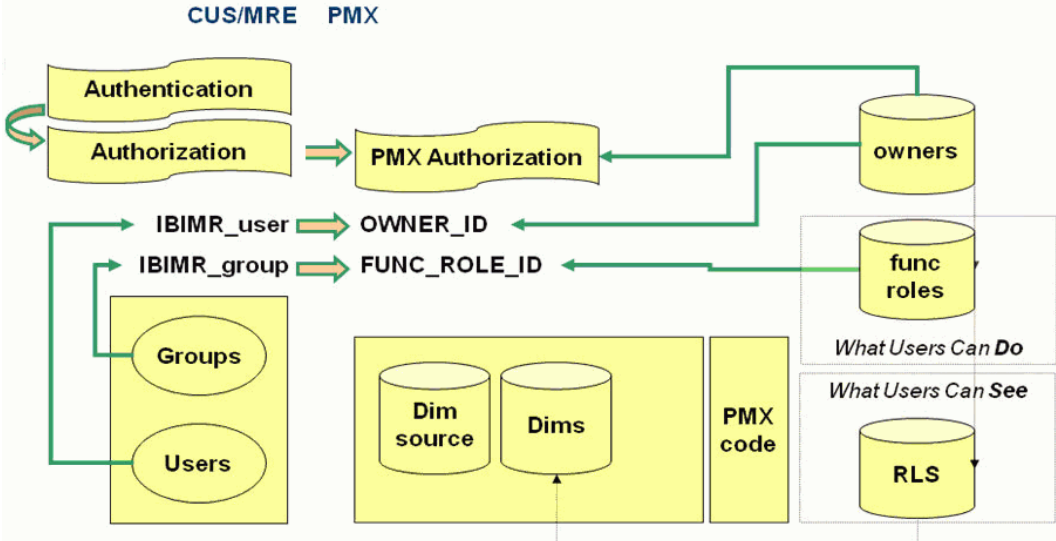 CUS/MRE PMX
Authentication
Authorization
PMX Authorization
owners
IBIMR_user
OWNER_ID
IBIMR_group
FUNC_ROLE_ID
func
roles
What Users Can Do
Groups
Users
Dim
source
Dims
PMX
code
What Users Can See
RLS